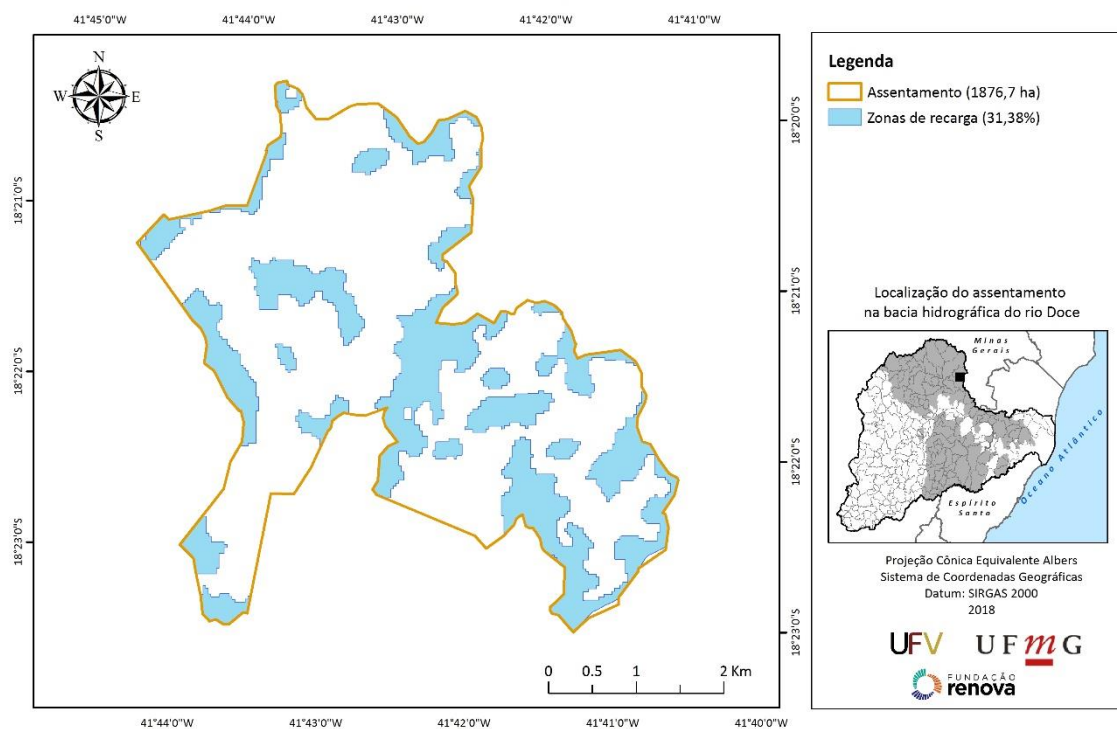 41°45'0"W 41°44'0"W 41°43'0"W 41°42'0"W 41°41'0"W
N
W E
S
18°21'0"S
18°22'0"S
18°23'0"S
18°20'0"S
18°21'0"S
18°22'0"S
18°23'0"S
0 0.5 1 2 Km
41°44'0"W 41°43'0"W 41°42'0"W 41°41'0"W 41°40'0"W
Legenda
Assentamento (1876,7 ha)
Zonas de recarga (31,38%)
Localização do assentamento
na bacia hidrográfica do rio Doce
Minas
Gerais
Oceano Atlântico
Espírito
Santo
Projeção Cônica Equivalente Albers
Sistema de Coordenadas Geográficas
Datum: SIRGAS 2000
2018
UFV UFmG
FUNDAÇÃO
renova